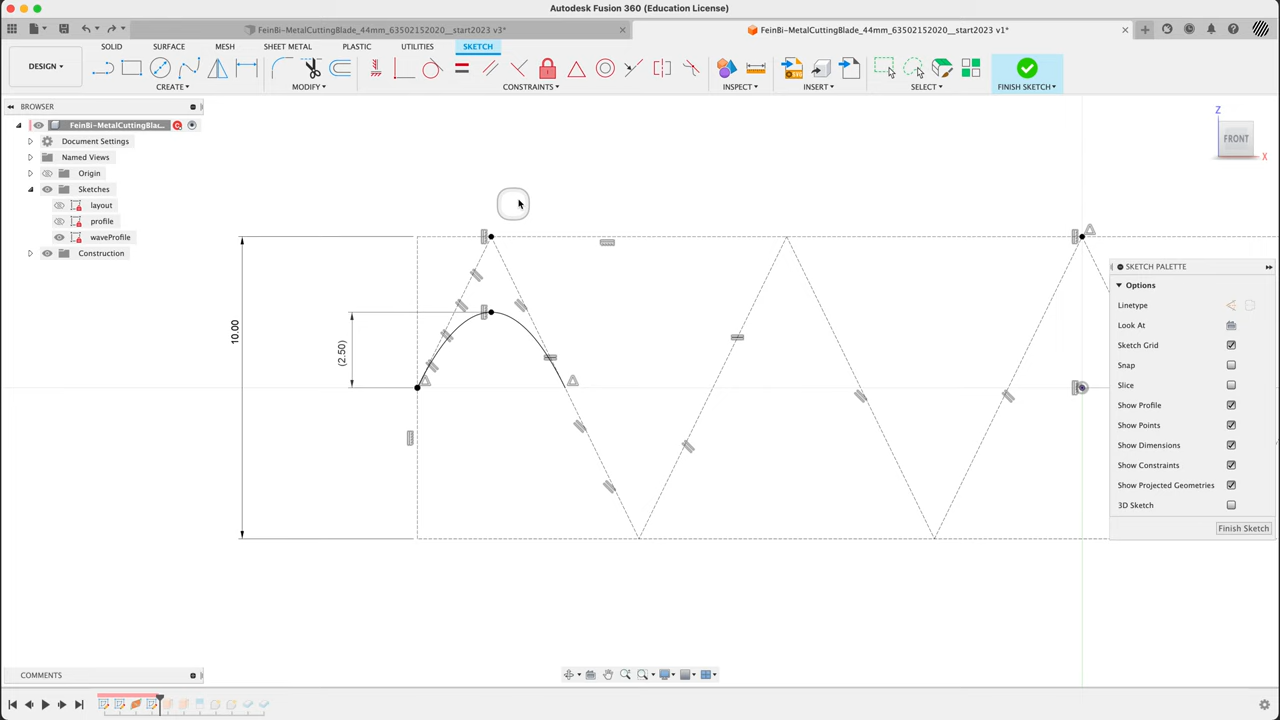 Autodesk Fusion 360 (Education License)
FeinBi-MetalCuttingBlade_44mm_63502152020__start2023 v3*
FeinBi-MetalCuttingBlade_44mm_63502152020__start2023 v1*
SOLID SURFACE MESH SHEET METAL PLASTIC UTILITIES SKETCH
DESIGN
CREATE MODIFY CONSTRAINTS INSPECT INSERT SELECT FINISH SKETCH
BROWSER
FeinBi-MetalCuttingBla...
Document Settings
Named Views
Origin
Sketches
layout
profile
waveProfile
Construction
Z
FRONT
X
10.00
(2.50)
SKETCH PALETTE
Options
Linetype
Look At
Sketch Grid
Snap
Slice
Show Profile
Show Points
Show Dimensions
Show Constraints
Show Projected Geometries
3D Sketch
Finish Sketch
COMMENTS